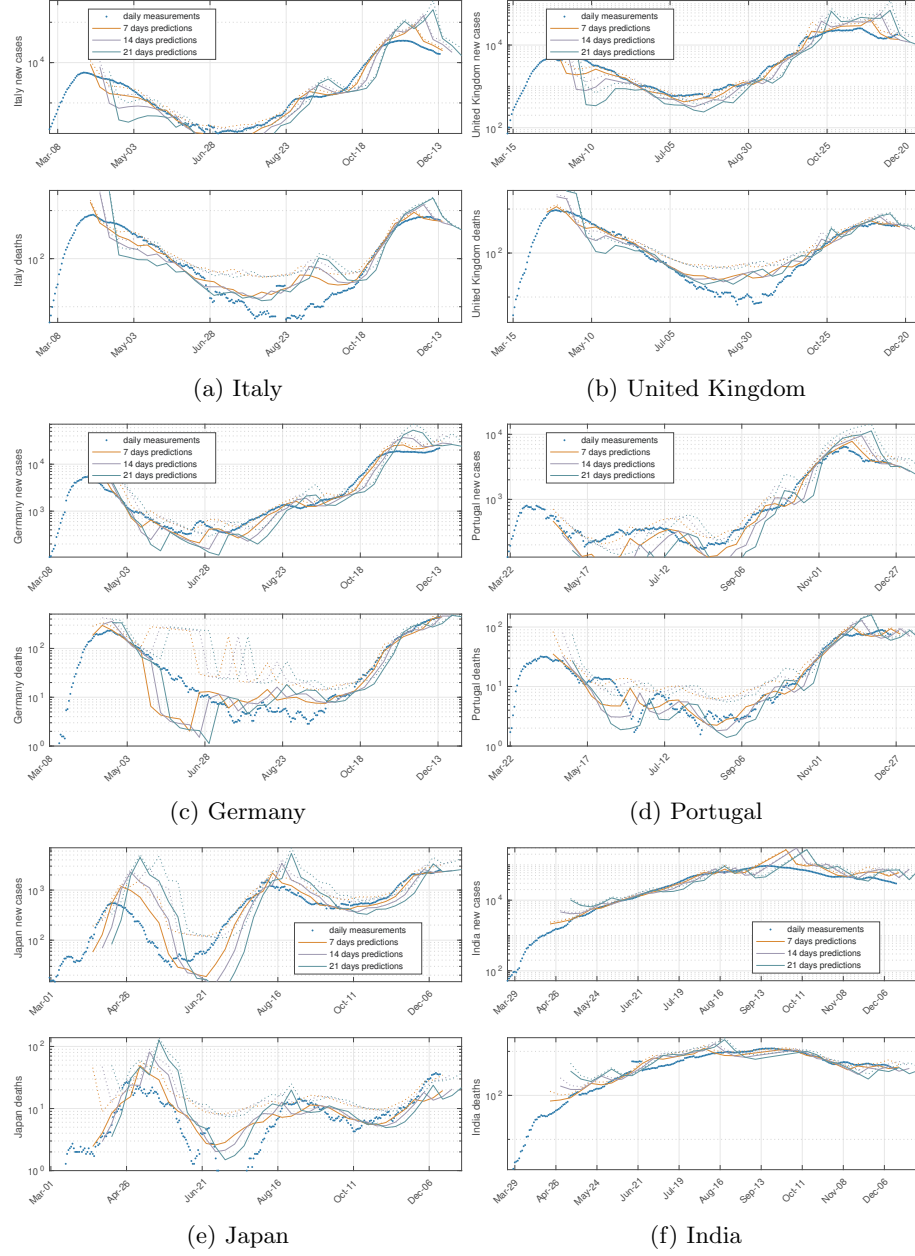 Italy new cases
10^4
daily measurements
7 days predictions
14 days predictions
21 days predictions
Mar-08
May-03
Jun-28
Aug-23
Oct-18
Dec-13
Italy deaths
10^2
Mar-08
May-03
Jun-28
Aug-23
Oct-18
Dec-13
(a) Italy
United Kingdom new cases
10^4
10^2
daily measurements
7 days predictions
14 days predictions
21 days predictions
Mar-15
May-10
Jul-05
Aug-30
Oct-25
Dec-20
United Kingdom deaths
10^2
Mar-15
May-10
Jul-05
Aug-30
Oct-25
Dec-20
(b) United Kingdom
Germany new cases
10^4
10^3
daily measurements
7 days predictions
14 days predictions
21 days predictions
Mar-08
May-03
Jun-28
Aug-23
Oct-18
Dec-13
Germany deaths
10^2
10^1
10^0
Mar-08
May-03
Jun-28
Aug-23
Oct-18
Dec-13
(c) Germany
Portugal new cases
10^4
10^3
daily measurements
7 days predictions
14 days predictions
21 days predictions
Mar-22
May-17
Jul-12
Sep-06
Nov-01
Dec-27
Portugal deaths
10^2
10^1
10^0
Mar-22
May-17
Jul-12
Sep-06
Nov-01
Dec-27
(d) Portugal
Japan new cases
10^3
10^2
daily measurements
7 days predictions
14 days predictions
21 days predictions
Mar-01
Apr-26
Jun-21
Aug-16
Oct-11
Dec-06
Japan deaths
10^2
10^1
10^0
Mar-01
Apr-26
Jun-21
Aug-16
Oct-11
Dec-06
(e) Japan
India new cases
10^4
10^2
daily measurements
7 days predictions
14 days predictions
21 days predictions
Mar-29
Apr-26
May-24
Jun-21
Jul-19
Aug-16
Sep-13
Oct-11
Nov-08
Dec-06
India deaths
10^2
Mar-29
Apr-26
May-24
Jun-21
Jul-19
Aug-16
Sep-13
Oct-11
Nov-08
Dec-06
(f) India